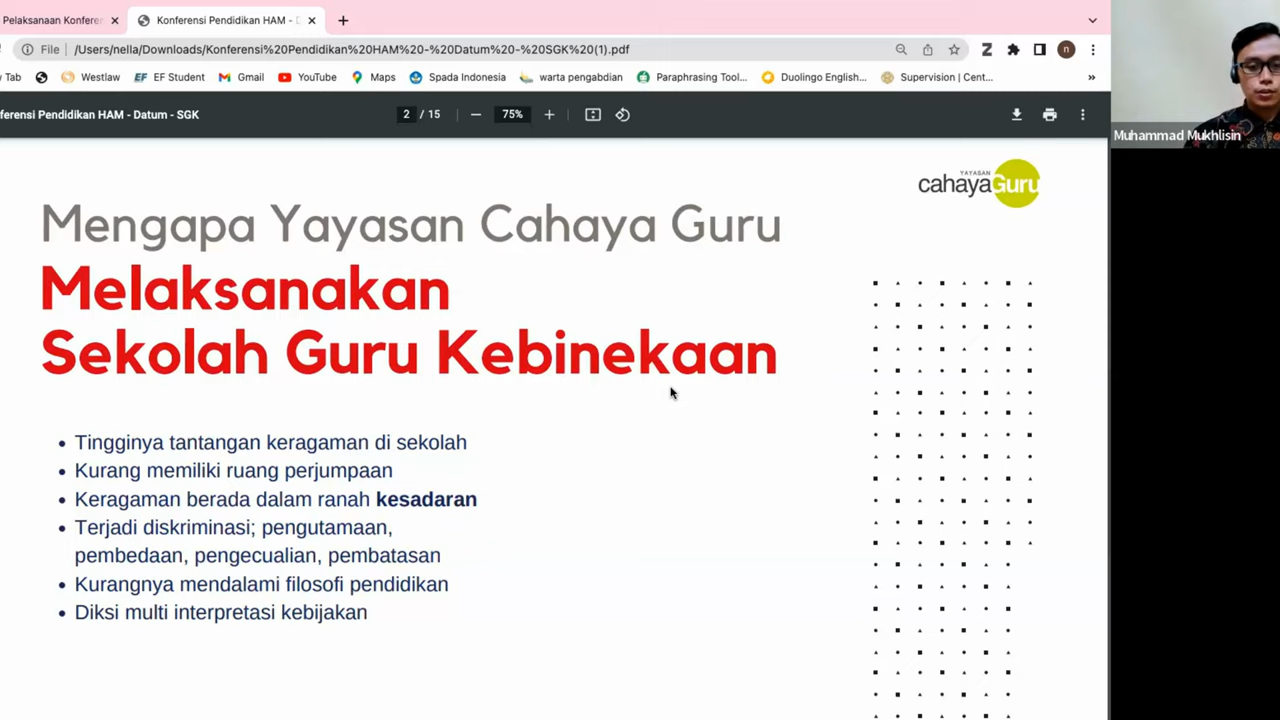 Pelaksanaan Konferen
Konferensi Pendidikan HAM - D
File
/Users/nella/Downloads/Konferensi%20Pendidikan%20HAM%20-%20Datum%20-%20SGK%20(1).pdf
n
Tab
Westlaw
EF EF Student
Gmail
YouTube
Maps
Spada Indonesia
warta pengabdian
Paraphrasing Tool...
Duolingo English...
Supervision | Cent...
»
ferensi Pendidikan HAM - Datum - SGK
2 / 15
75%
Muhammad Mukhlisin
YAYASAN
cahayaGuru
Mengapa Yayasan Cahaya Guru
Melaksanakan
Sekolah Guru Kebinekaan
• Tingginya tantangan keragaman di sekolah
• Kurang memiliki ruang perjumpaan
• Keragaman berada dalam ranah kesadaran
• Terjadi diskriminasi; pengutamaan,
pembedaan, pengecualian, pembatasan
• Kurangnya mendalami filosofi pendidikan
• Diksi multi interpretasi kebijakan